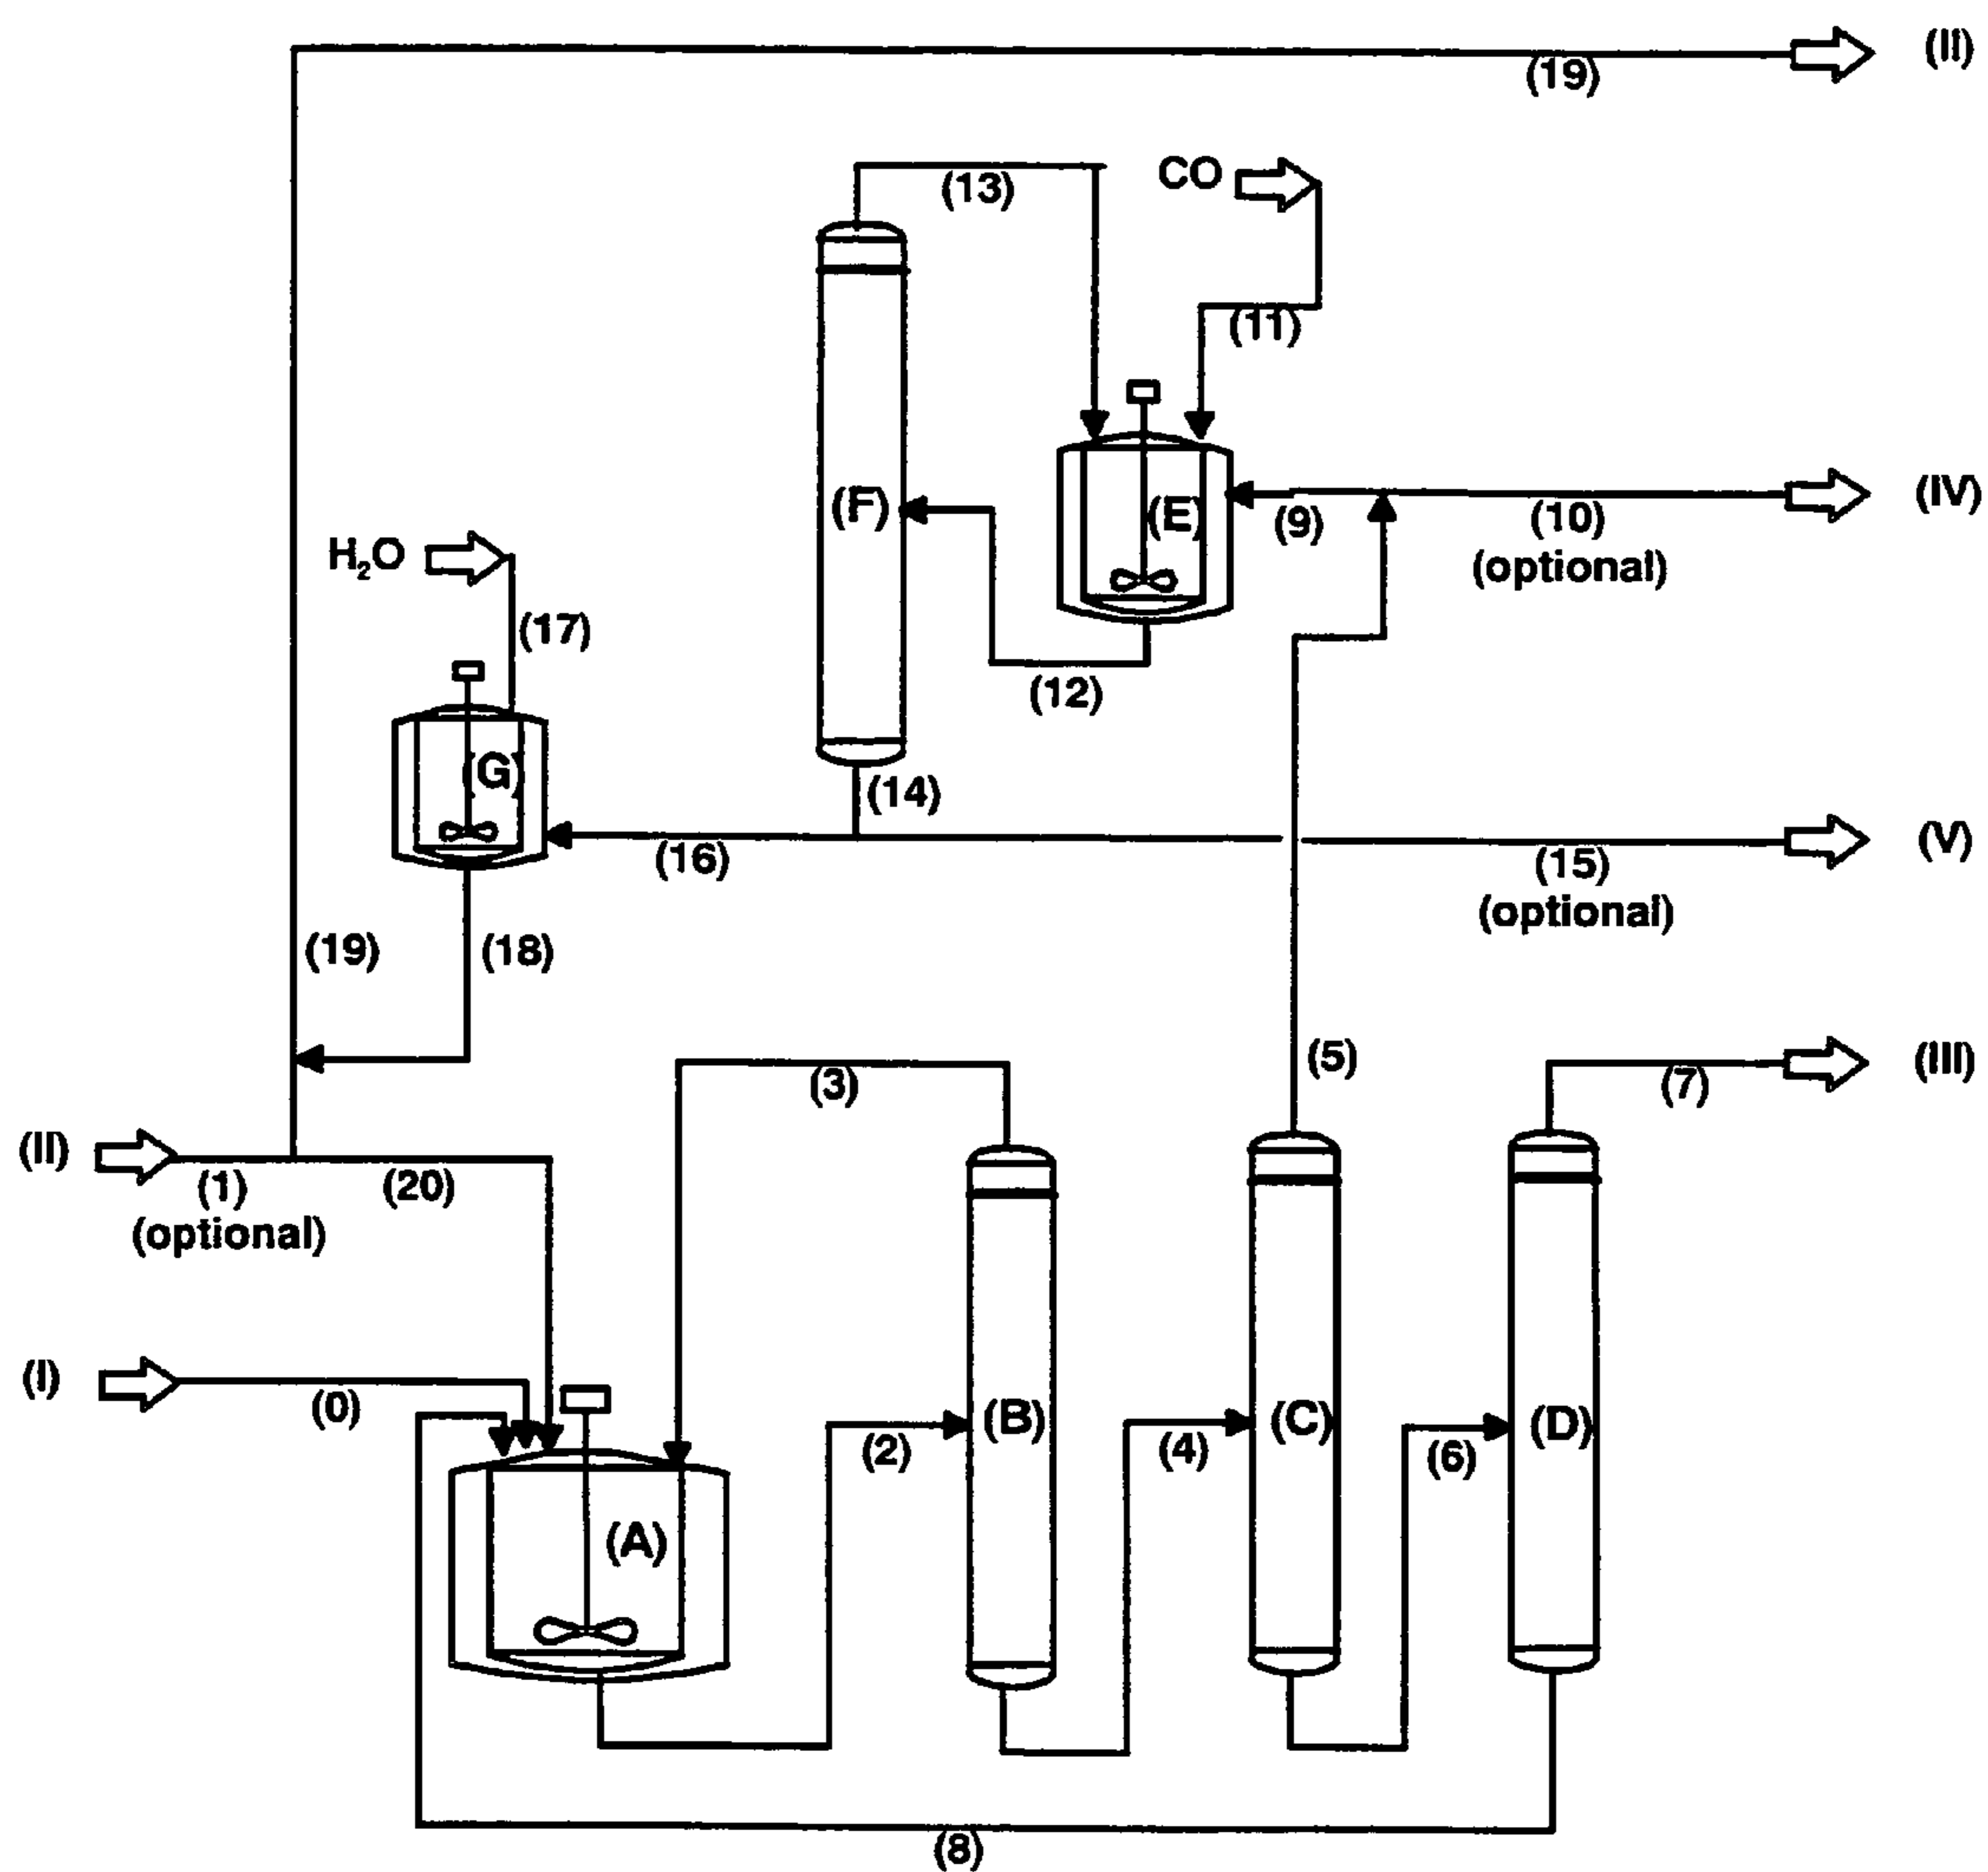 (II)
(19)
(13)
CO
(11)
(F)
(E)
(9)
(10)
(optional)
(IV)
H₂O
(17)
(12)
(G)
(14)
(16)
(15)
(optional)
(V)
(19)
(18)
(5)
(3)
(7)
(III)
(II)
(1)
(optional)
(20)
(I)
(0)
(2)
(B)
(4)
(C)
(6)
(D)
(A)
(8)